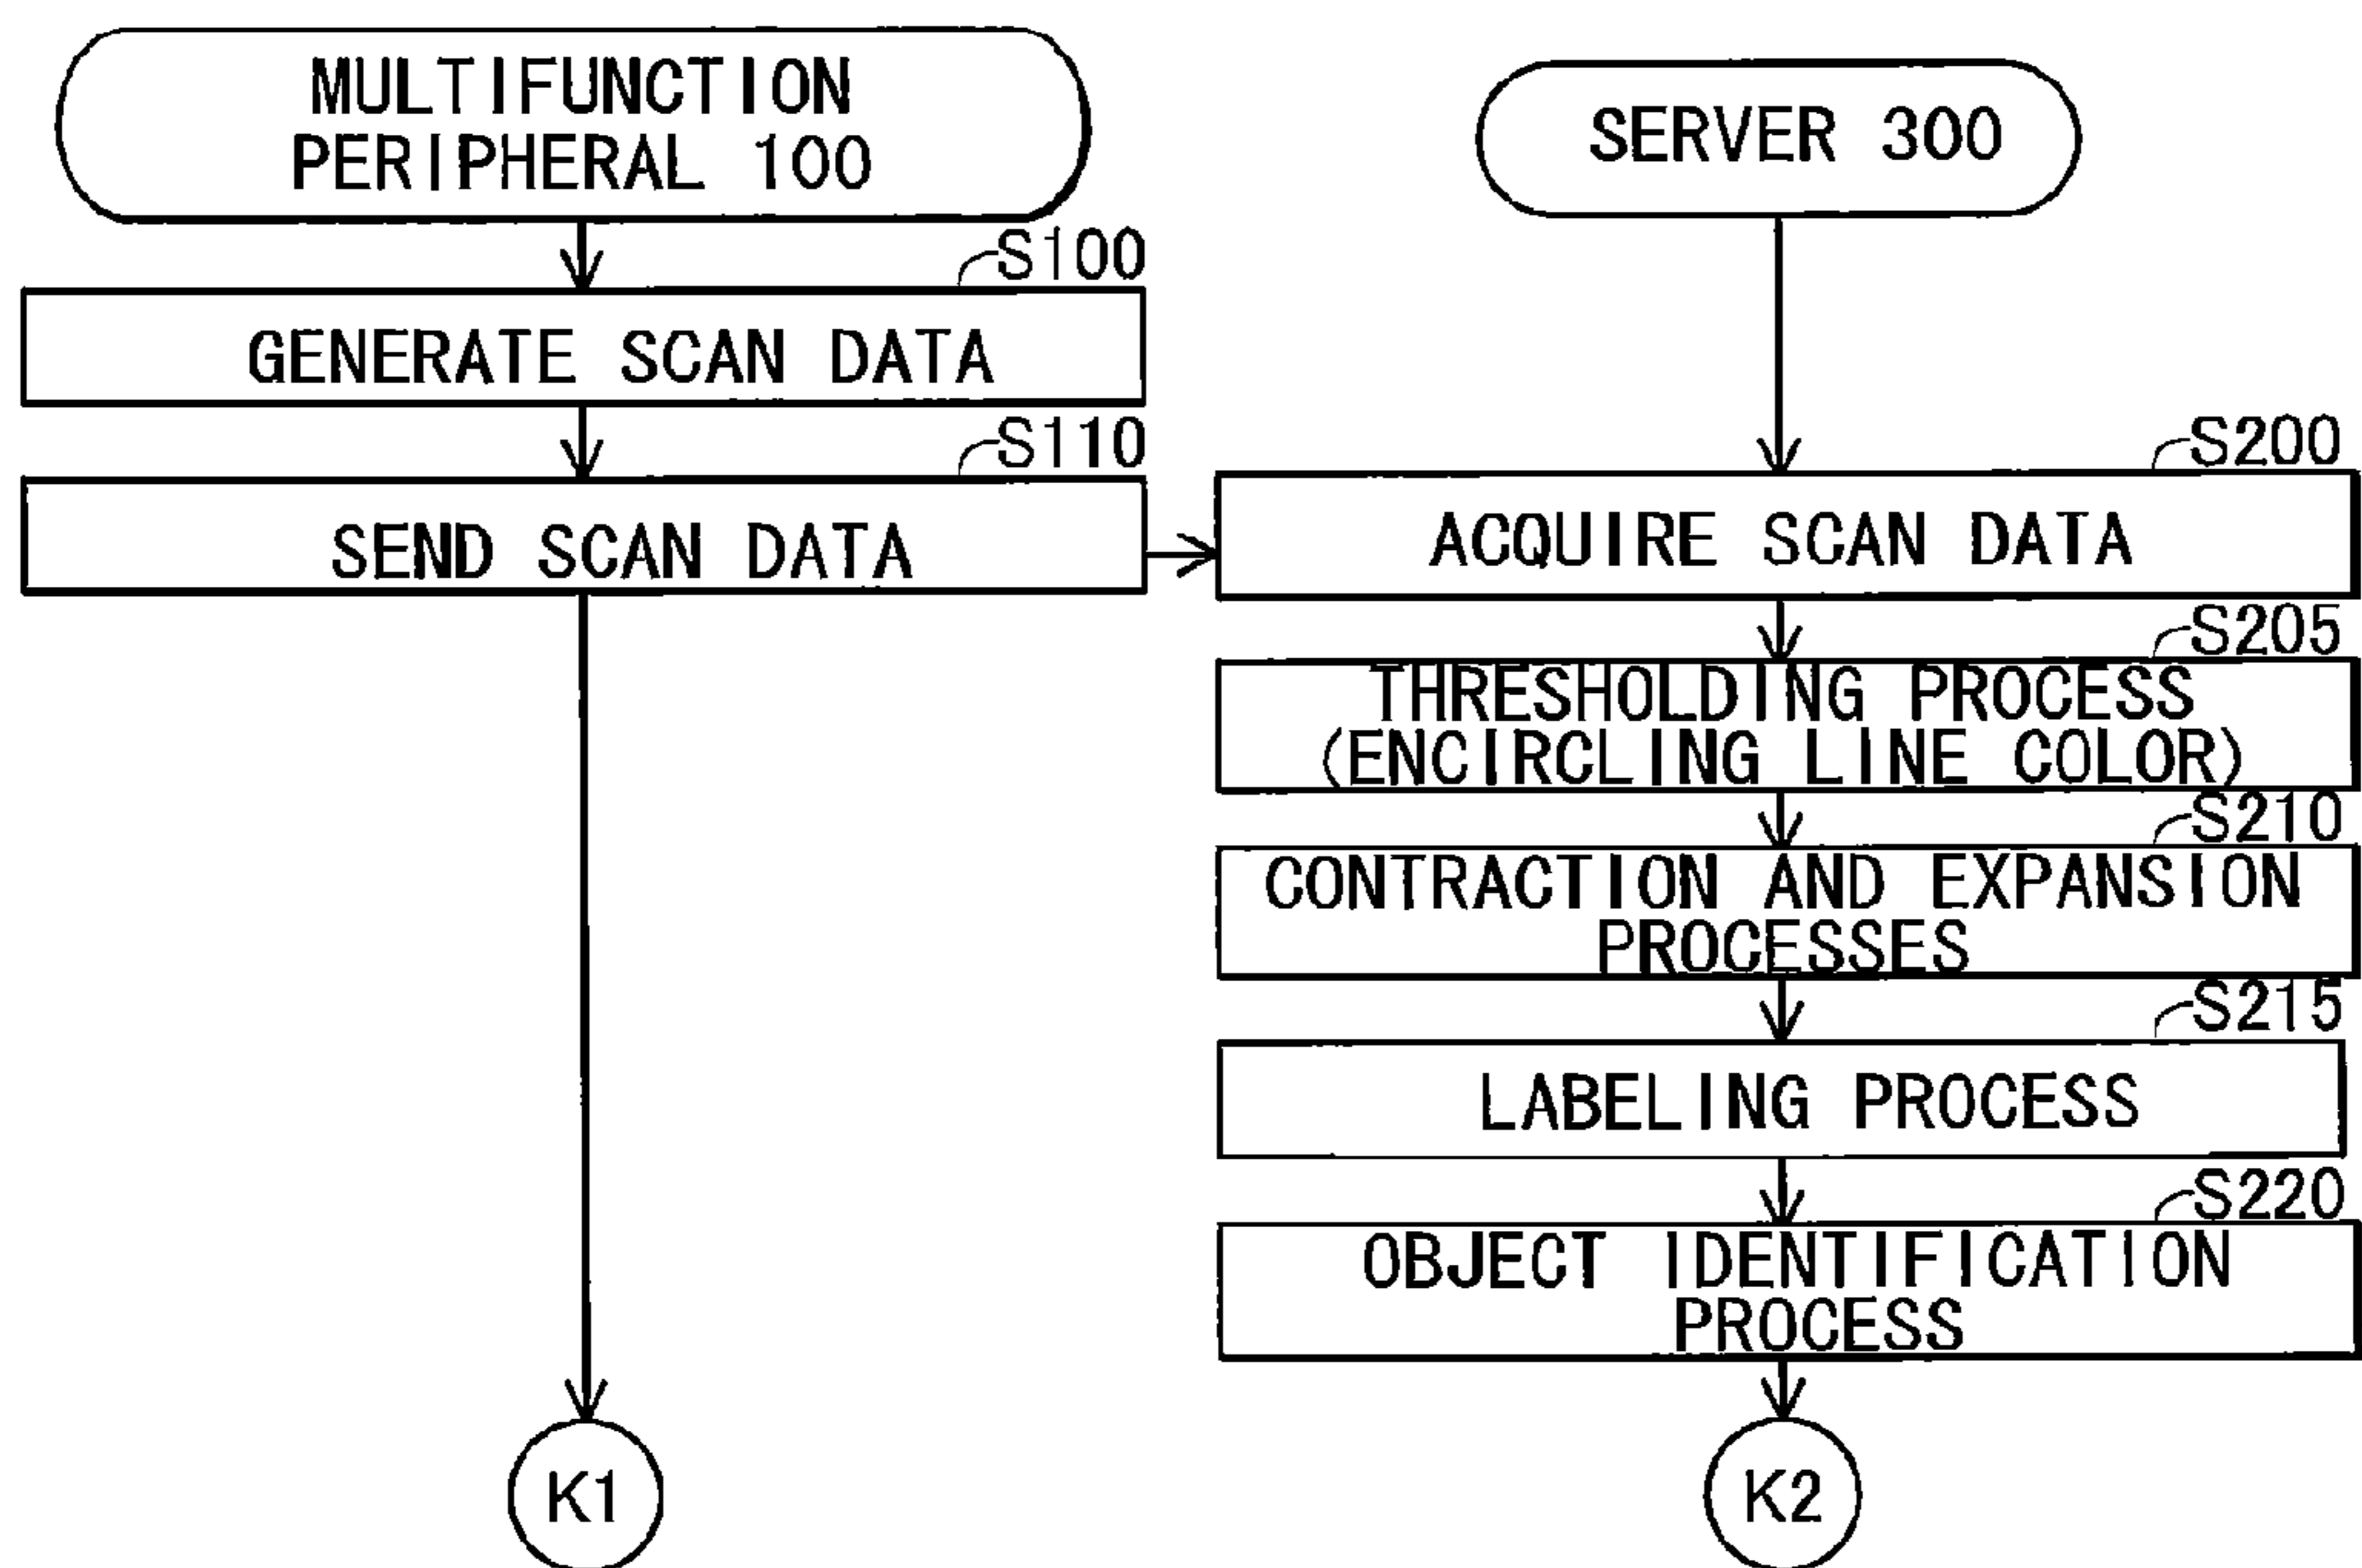 MULTIFUNCTION
PERIPHERAL 100
S100
GENERATE SCAN DATA
S110
SEND SCAN DATA
K1
SERVER 300
S200
ACQUIRE SCAN DATA
S205
THRESHOLDING PROCESS
(ENCIRCLING LINE COLOR)
S210
CONTRACTION AND EXPANSION
PROCESSES
S215
LABELING PROCESS
S220
OBJECT IDENTIFICATION
PROCESS
K2